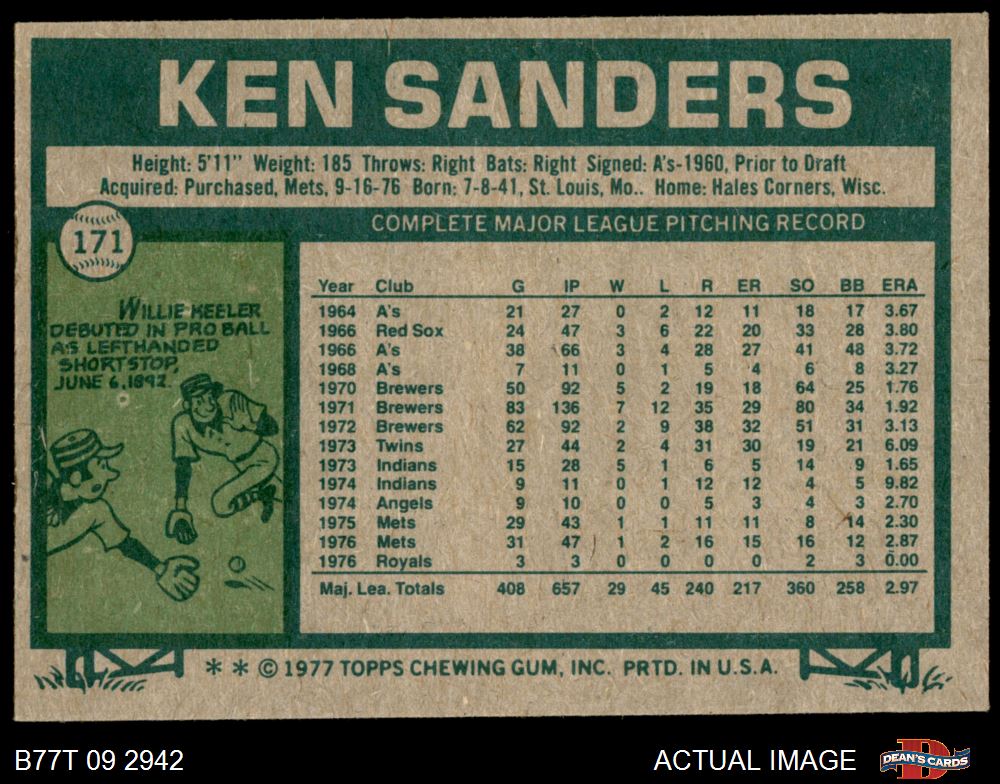 KEN SANDERS
Height: 5'11" Weight: 185 Throws: Right Bats: Right Signed: A's-1960, Prior to Draft
Acquired: Purchased, Mets, 9-16-76 Born: 7-8-41, St. Louis, Mo.. Home: Hales Corners, Wisc.
171
WILLIE KEELER
DEBUTED IN PRO BALL
AS LEFTHANDED
SHORTSTOP,
JUNE 6, 1892.
COMPLETE MAJOR LEAGUE PITCHING RECORD
Year Club G IP W L R ER SO BB ERA
1964 A's 21 27 0 2 12 11 18 17 3.67
1966 Red Sox 24 47 3 6 22 20 33 28 3.80
1966 A's 38 66 3 4 28 27 41 48 3.72
1968 A's 7 11 0 1 5 4 6 8 3.27
1970 Brewers 50 92 5 2 19 18 64 25 1.76
1971 Brewers 83 136 7 12 35 29 80 34 1.92
1972 Brewers 62 92 2 9 38 32 51 31 3.13
1973 Twins 27 44 2 4 31 30 19 21 6.09
1973 Indians 15 28 5 1 6 5 14 9 1.65
1974 Indians 9 11 0 1 12 12 4 5 9.82
1974 Angels 9 10 0 0 5 3 4 3 2.70
1975 Mets 29 43 1 1 11 11 8 14 2.30
1976 Mets 31 47 1 2 16 15 16 12 2.87
1976 Royals 3 3 0 0 0 0 2 3 0.00
Maj. Lea. Totals 408 657 29 45 240 217 360 258 2.97
* * © 1977 TOPPS CHEWING GUM, INC. PRTD. IN U.S.A.
B77T 09 2942
ACTUAL IMAGE
D
DEAN'S CARDS